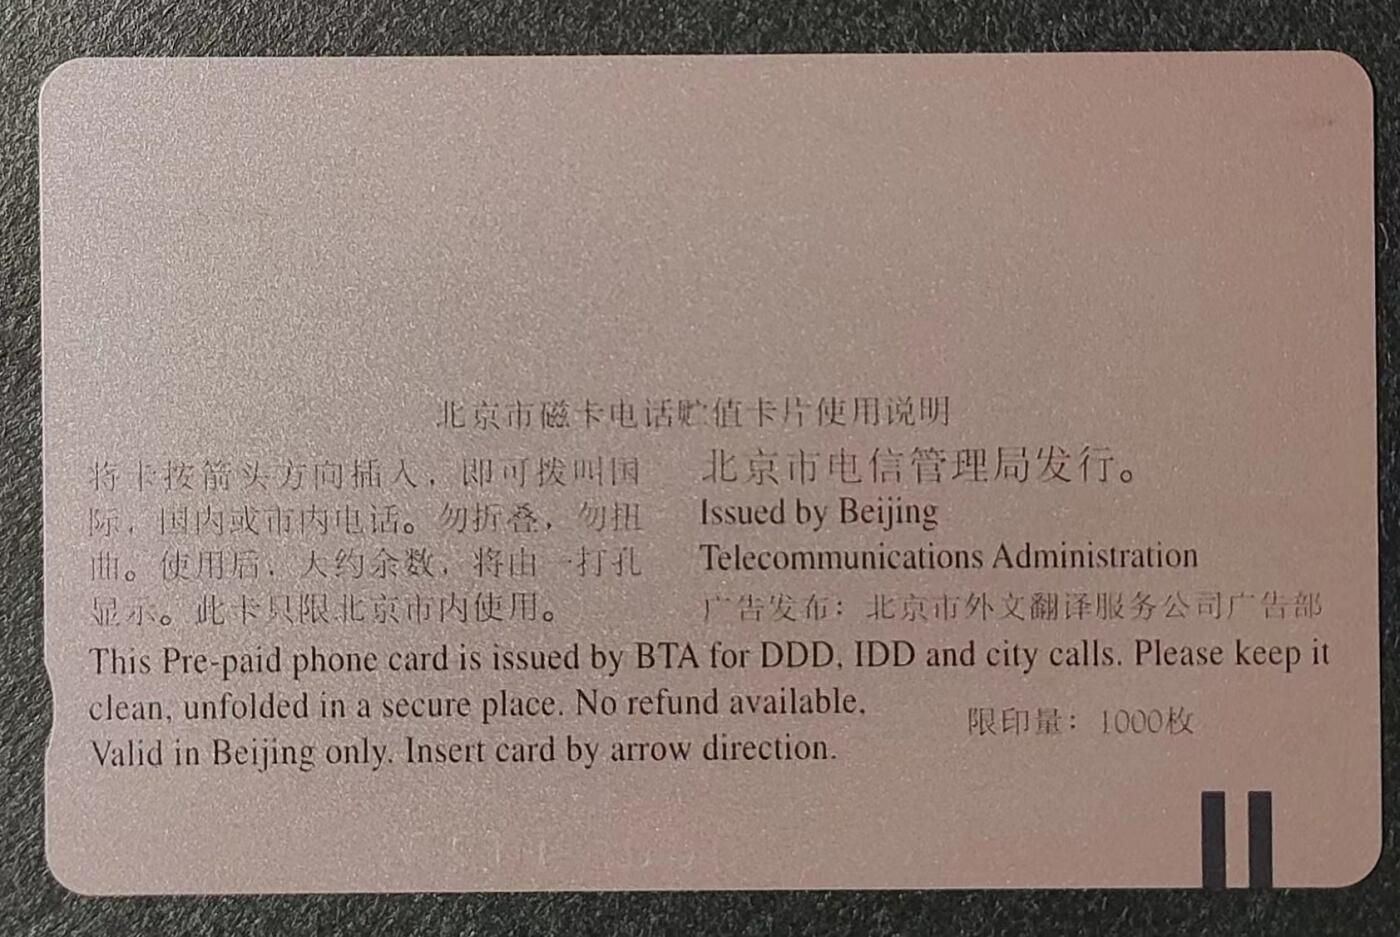 北京市磁卡电话贮值卡片使用说明
将卡按箭头方向插入，即可拨叫国
际，国内或市内电话。勿折叠，勿扭
曲。使用后，大约余数，将由一打孔
显示。此卡只限北京市内使用。
北京市电信管理局发行。
Issued by Beijing
Telecommunications Administration
广告发布：北京市外文翻译服务公司广告部
This Pre-paid phone card is issued by BTA for DDD, IDD and city calls. Please keep it
clean, unfolded in a secure place. No refund available,
Valid in Beijing only. Insert card by arrow direction.
限印量：1000枚